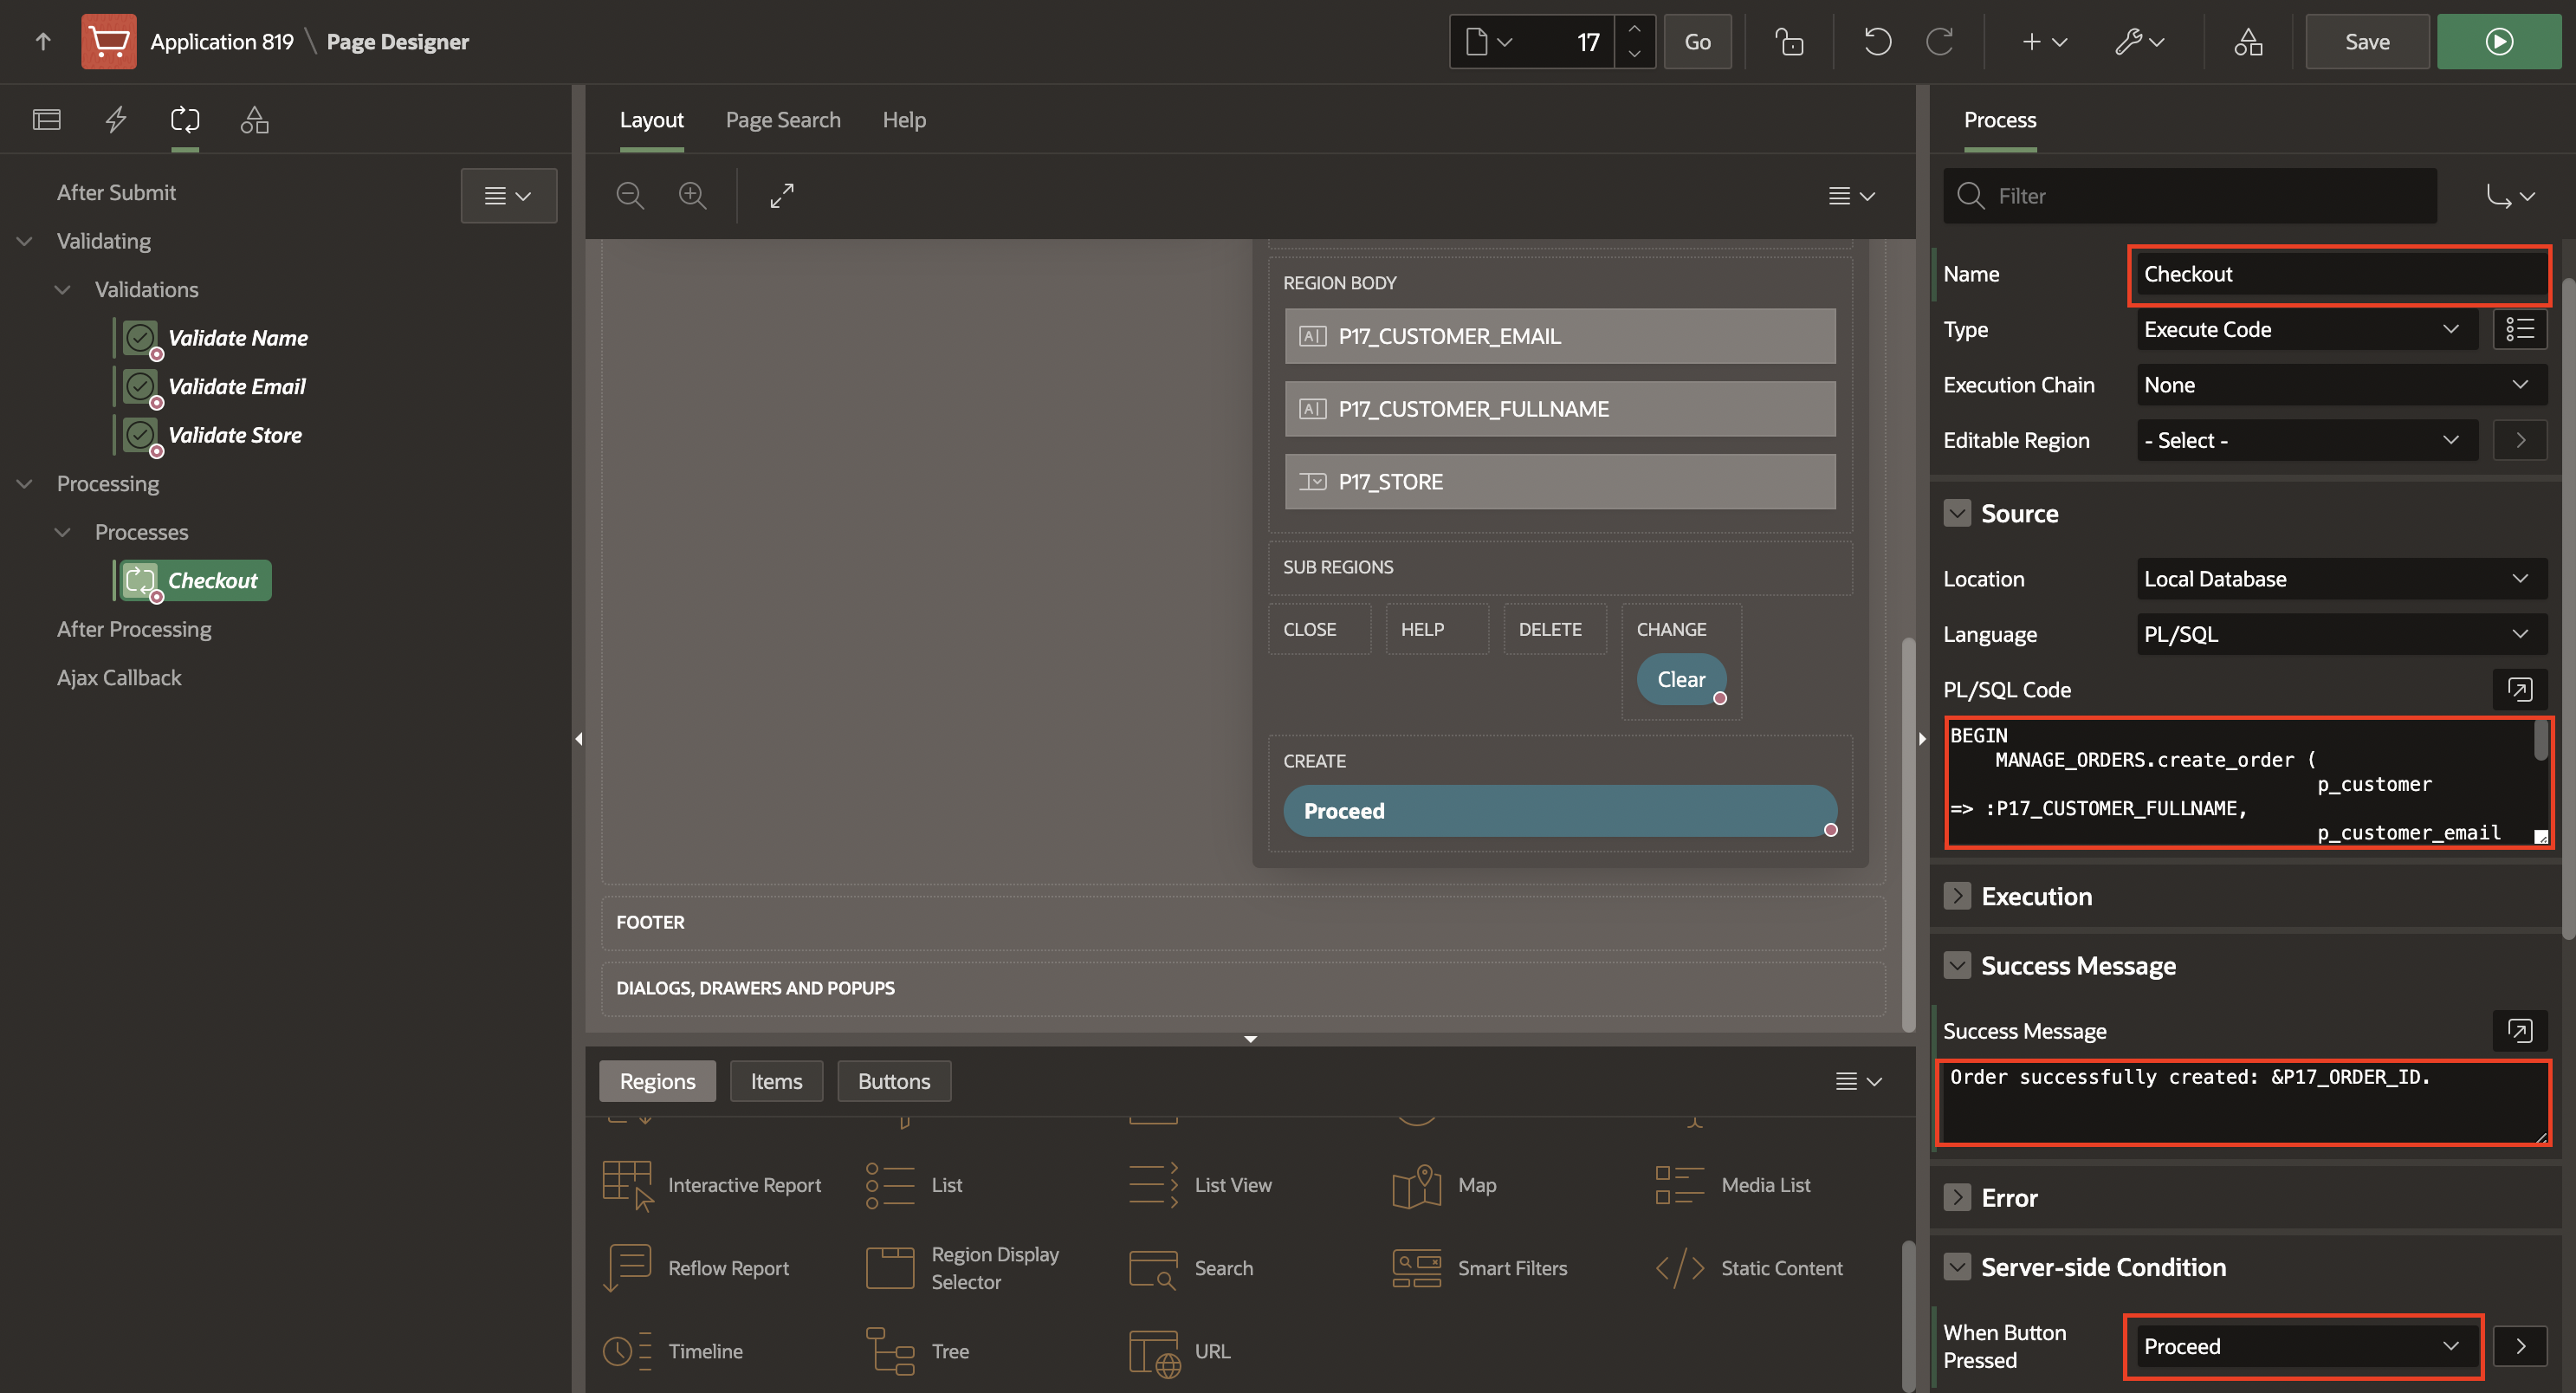 Application 819 \ Page Designer
17
Go
Save
After Submit
Validating
Validations
Validate Name
Validate Email
Validate Store
Processing
Processes
Checkout
After Processing
Ajax Callback
Layout
Page Search
Help
REGION BODY
P17_CUSTOMER_EMAIL
P17_CUSTOMER_FULLNAME
P17_STORE
SUB REGIONS
CLOSE
HELP
DELETE
CHANGE
Clear
CREATE
Proceed
FOOTER
DIALOGS, DRAWERS AND POPUPS
Regions
Items
Buttons
Interactive Report
List
List View
Map
Media List
Reflow Report
Region Display
Selector
Search
Smart Filters
Static Content
Timeline
Tree
URL
Process
Filter
Name
Checkout
Type
Execute Code
Execution Chain
None
Editable Region
- Select -
Source
Location
Local Database
Language
PL/SQL
PL/SQL Code
BEGIN
MANAGE_ORDERS.create_order (
p_customer
=> :P17_CUSTOMER_FULLNAME,
p_customer_email
Execution
Success Message
Success Message
Order successfully created: &P17_ORDER_ID.
Error
Server-side Condition
When Button
Pressed
Proceed